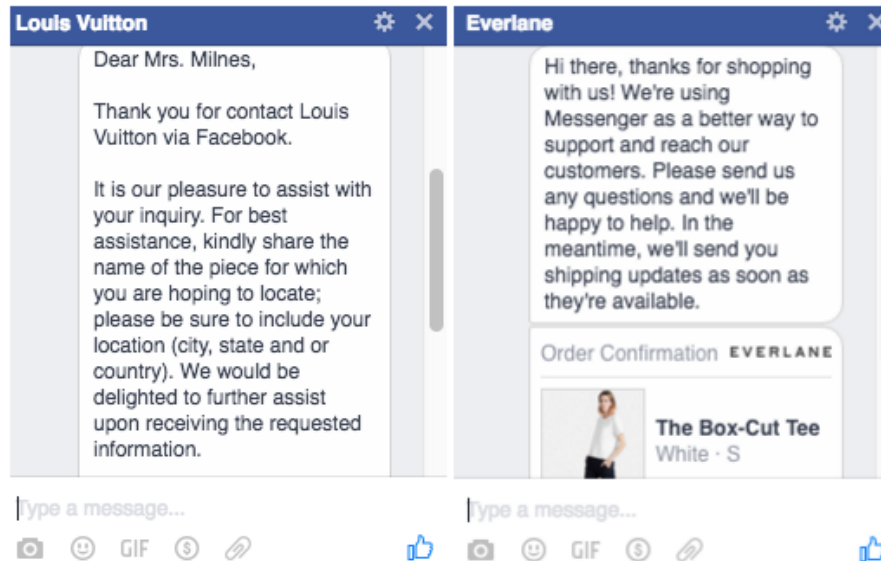 Louis Vuitton
Dear Mrs. Milnes,
Thank you for contact Louis
Vuitton via Facebook.
It is our pleasure to assist with
your inquiry. For best
assistance, kindly share the
name of the piece for which
you are hoping to locate;
please be sure to include your
location (city, state and or
country). We would be
delighted to further assist
upon receiving the requested
information.
Type a message...
GIF
$
Everlane
Hi there, thanks for shopping
with us! We're using
Messenger as a better way to
support and reach our
customers. Please send us
any questions and we'll be
happy to help. In the
meantime, we'll send you
shipping updates as soon as
they're available.
Order Confirmation EVERLANE
The Box-Cut Tee
White · S
Type a message...
GIF
$